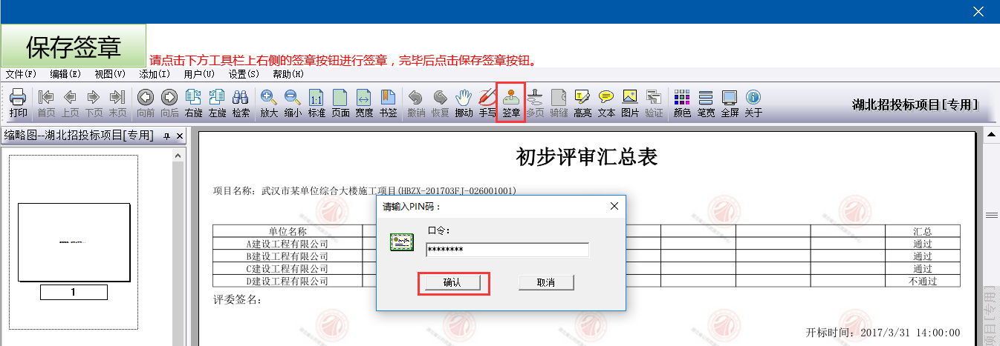 保存签章 请点击下方工具栏上右侧的签章按钮进行签章，完毕后点击保存签章按钮。
文件(F) 编辑(E) 视图(V) 添加(I) 用户(U) 设置(S) 帮助(H)
打印 首页 上页 下页 末页 向前 向后 右旋 左旋 检索 放大 缩小 标准 页面 宽度 书签 撤销 恢复 挪动 手写 签章 多页 骑缝 高亮 文本 图片 验证 颜色 笔宽 全屏 关于 湖北招投标项目[专用]
缩略图--湖北招投标项目[专用]
1
初步评审汇总表
项目名称：武汉市某单位综合大楼施工项目(HBZX-201703FJ-026001001)
单位名称 汇总
A建设工程有限公司 通过
B建设工程有限公司 通过
C建设工程有限公司 通过
D建设工程有限公司 不通过
评委签名：
开标时间：2017/3/31 14:00:00
请输入PIN码：
口令：
********
确认 取消